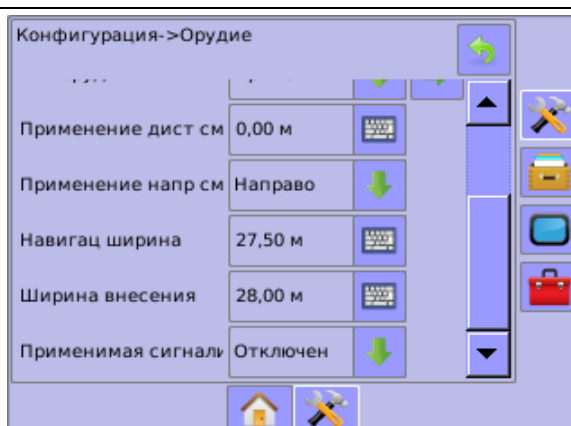 Конфигурация->Орудие
Применение дист см 0,00 м
Применение напр см Направо
Навигац ширина 27,50 м
Ширина внесения 28,00 м
Применимая сигнали Отключен